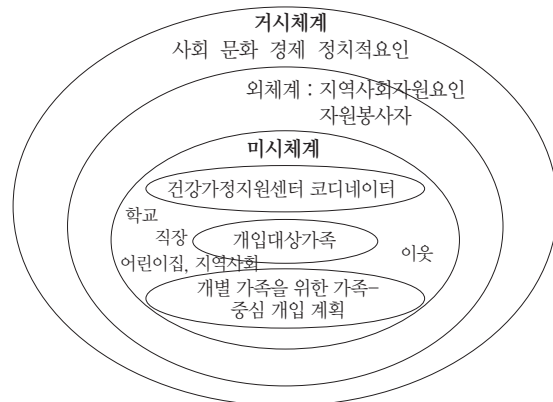 거시체계
사회 문화 경제 정치적요인
외체계 : 지역사회자원요인
자원봉사자
미시체계
건강가정지원센터 코디네이터
학교
직장
개입대상가족
이웃
어린이집, 지역사회
개별 가족을 위한 가족-
중심 개입 계획